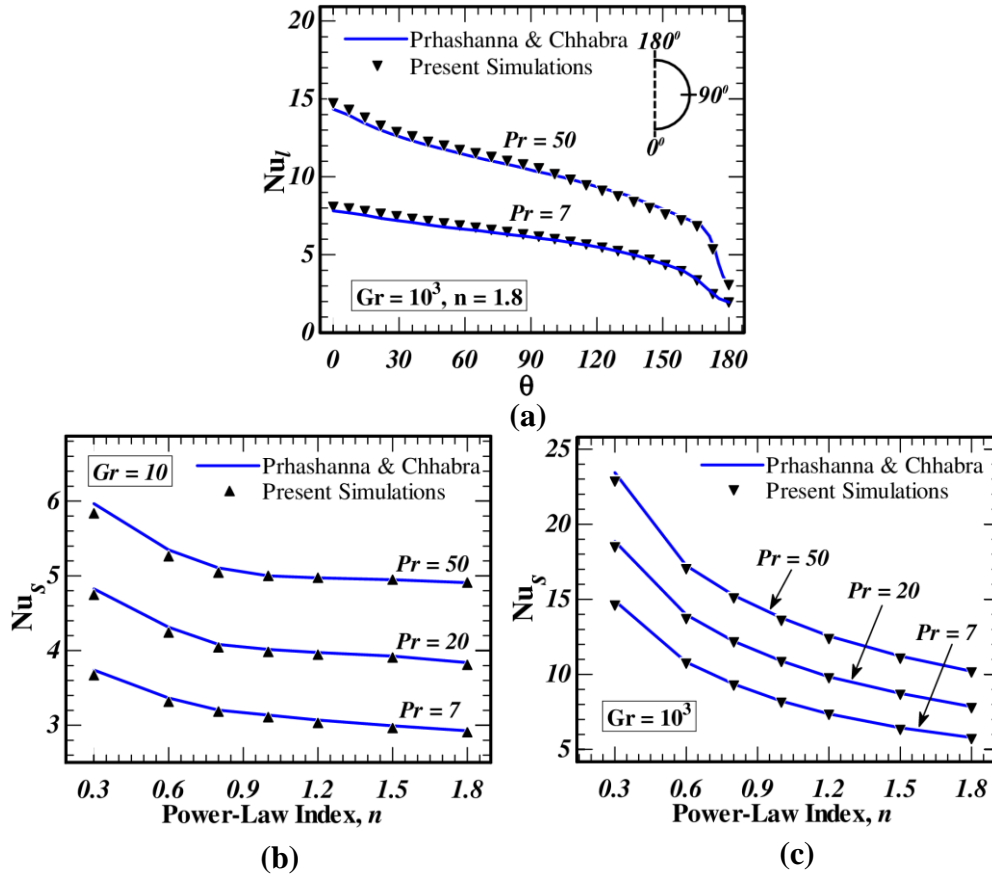 20
15
10
5
0
Nu_l
Prhashanna & Chhabra
Present Simulations
180⁰
90⁰
0⁰
Pr = 50
Pr = 7
Gr = 10³, n = 1.8
0 30 60 90 120 150 180
θ
(a)
6
5
4
3
Nu_s
Gr = 10
Prhashanna & Chhabra
Present Simulations
Pr = 50
Pr = 20
Pr = 7
0.3 0.6 0.9 1.2 1.5 1.8
Power-Law Index, n
(b)
25
20
15
10
5
Nu_s
Prhashanna & Chhabra
Present Simulations
Pr = 50
Pr = 20
Pr = 7
Gr = 10³
0.3 0.6 0.9 1.2 1.5 1.8
Power-Law Index, n
(c)